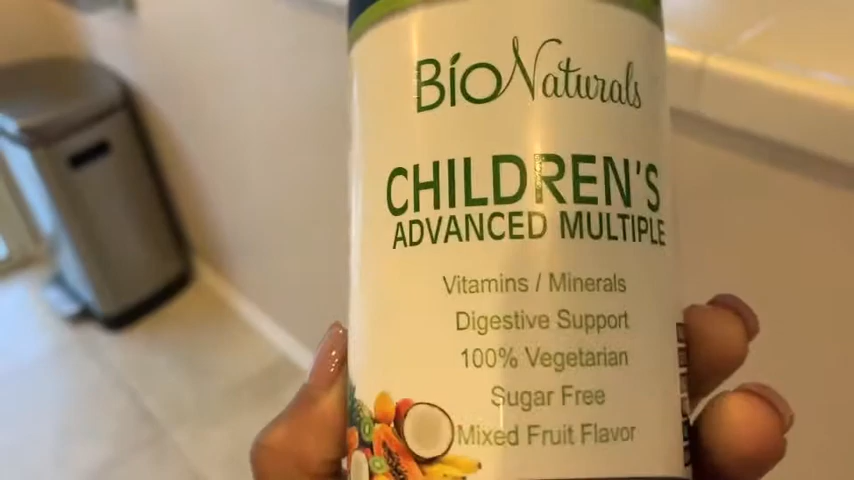 BioNaturals
CHILDREN'S
ADVANCED MULTIPLE
Vitamins / Minerals
Digestive Support
100% Vegetarian
Sugar Free
Mixed Fruit Flavor